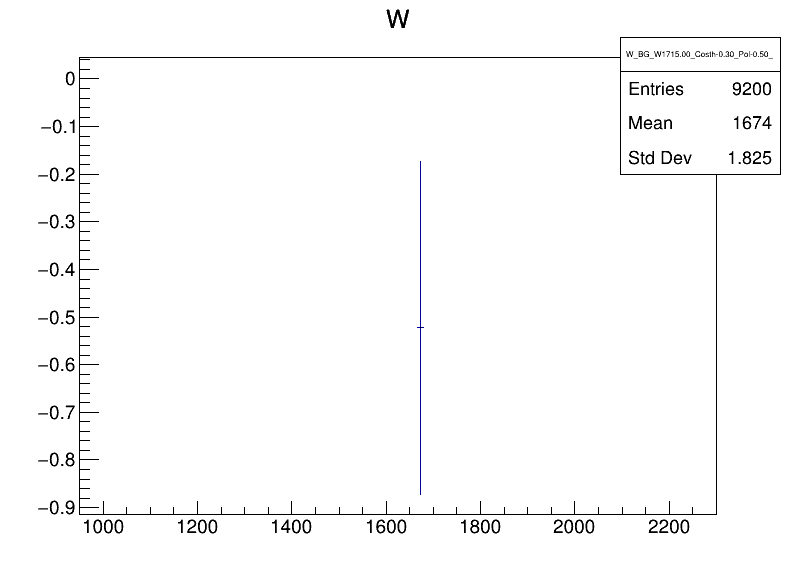 W
W_BG_W1715.00_Costh-0.30_Pol-0.50_
Entries 9200
Mean 1674
Std Dev 1.825
0
−0.1
−0.2
−0.3
−0.4
−0.5
−0.6
−0.7
−0.8
−0.9
1000 1200 1400 1600 1800 2000 2200